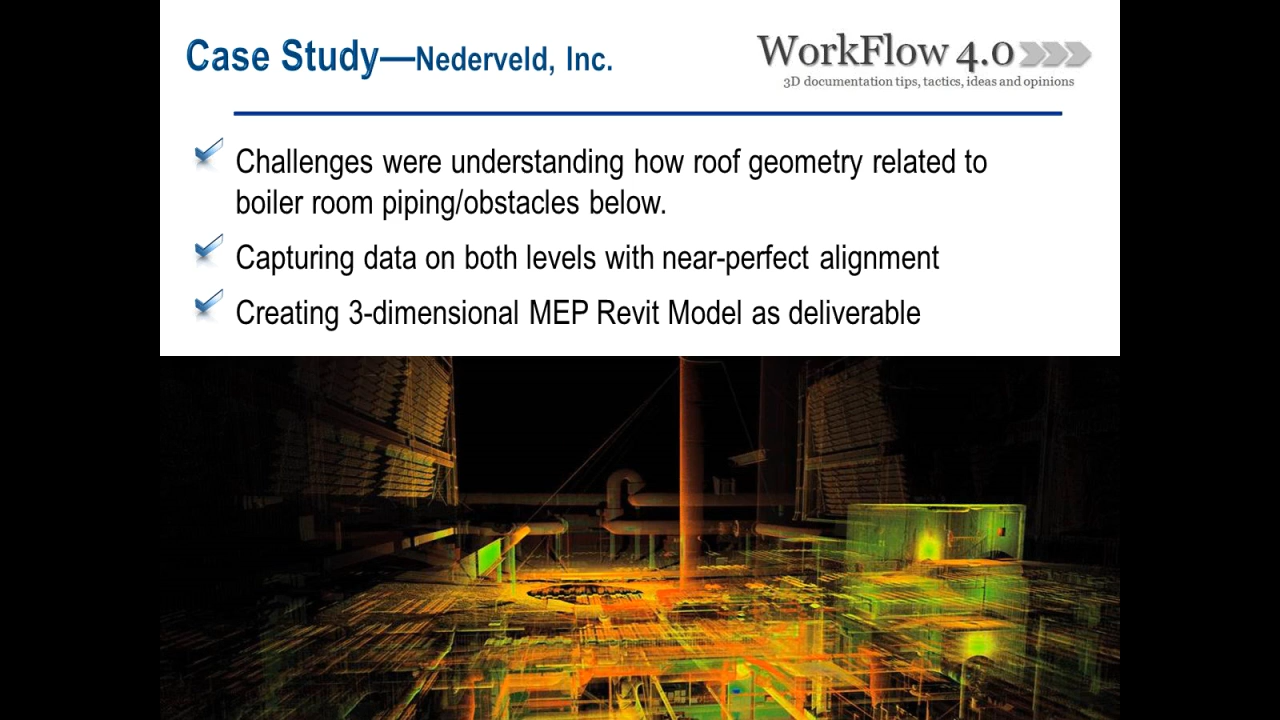 Case Study—Nederveld, Inc.
WorkFlow 4.0
3D documentation tips, tactics, ideas and opinions
Challenges were understanding how roof geometry related to
boiler room piping/obstacles below.
Capturing data on both levels with near-perfect alignment
Creating 3-dimensional MEP Revit Model as deliverable